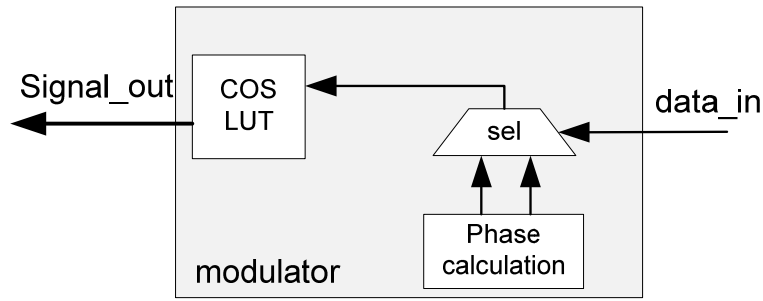 Signal_out
COS
LUT
sel
data_in
Phase
calculation
modulator